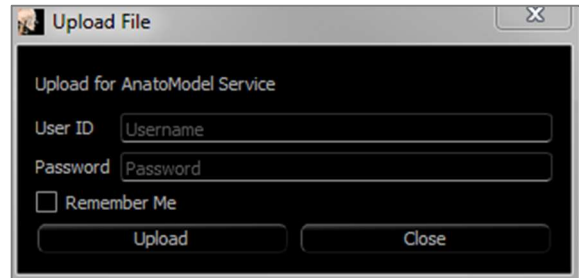 Upload File
Upload for AnatoModel Service
User ID Username
Password Password
Remember Me
Upload Close